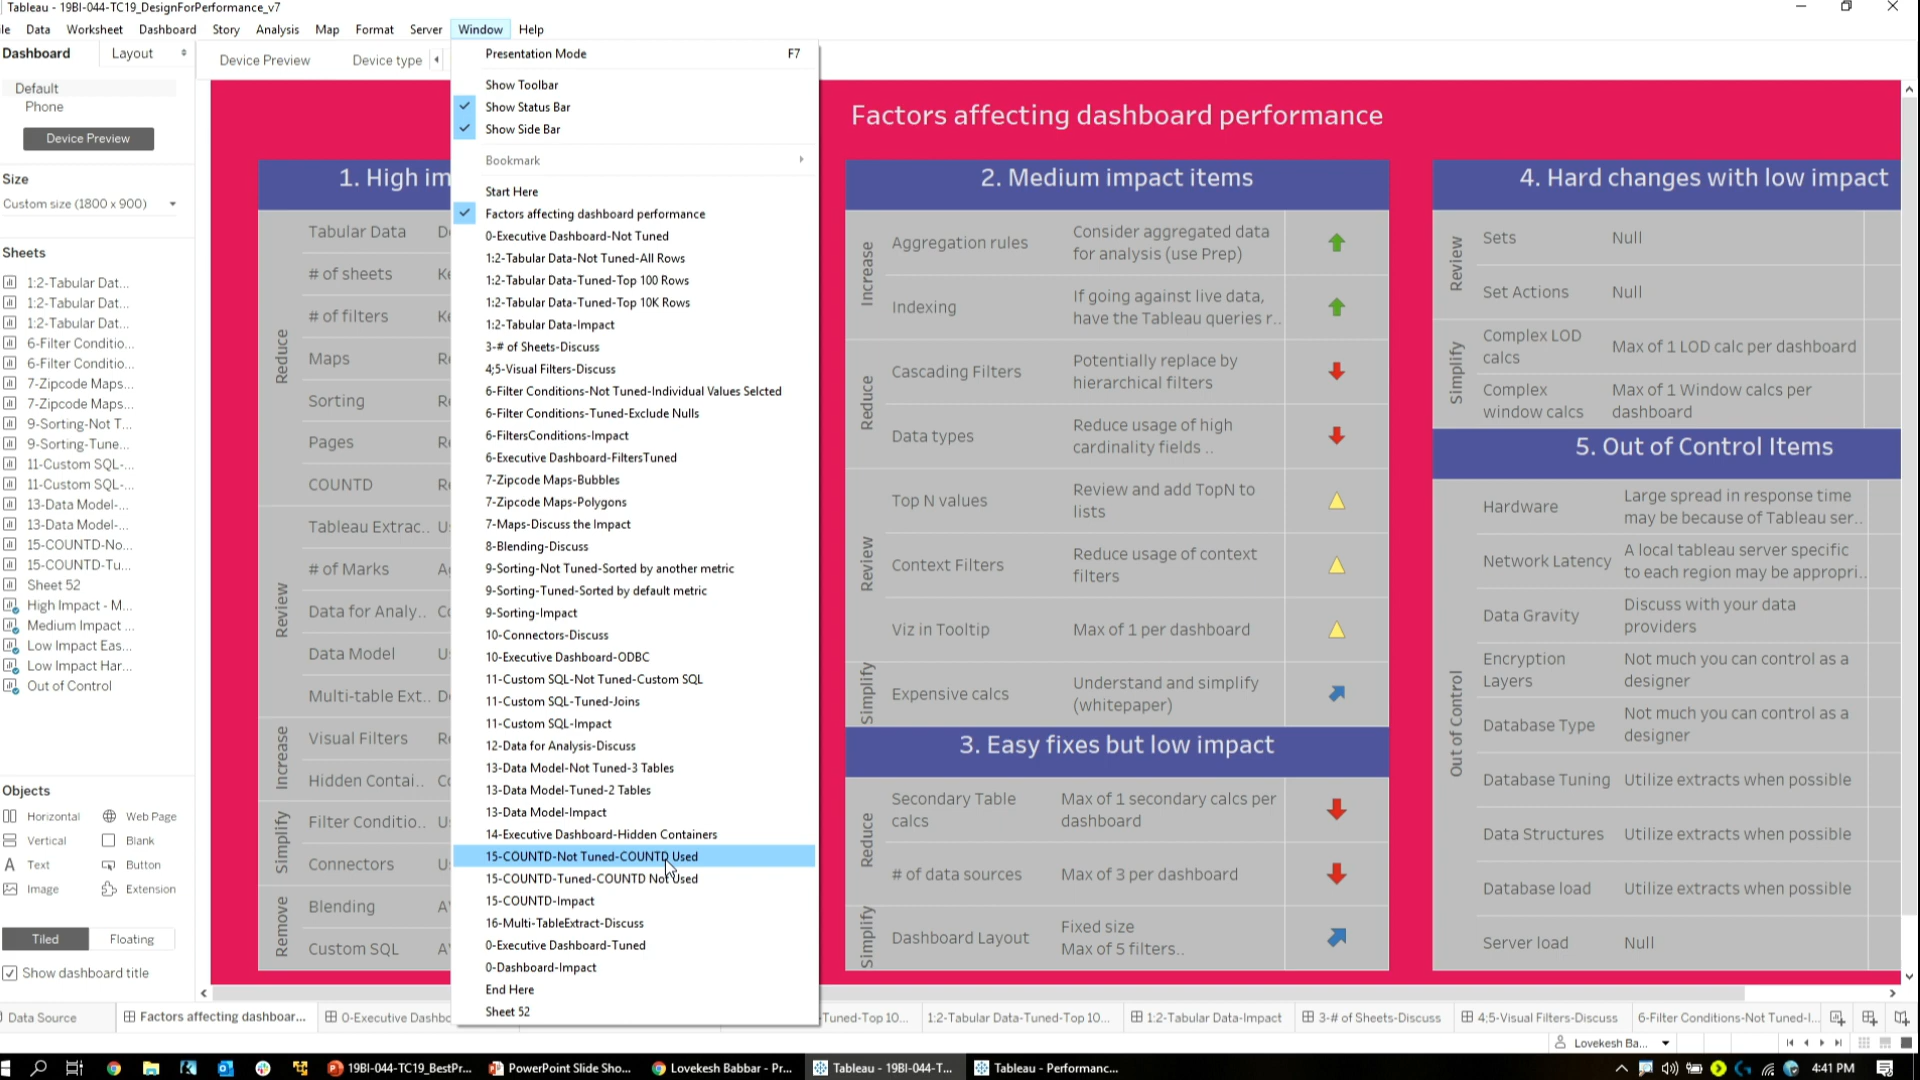 Tableau - 19BI-044-TC19_DesignForPerformance_v7
le Data Worksheet Dashboard Story Analysis Map Format Server Window Help
Dashboard Layout
Device Preview Device type
Default
Phone
Device Preview
Size
Custom size (1800 x 900)
Sheets
1:2-Tabular Dat...
1:2-Tabular Dat...
1:2-Tabular Dat...
6-Filter Conditio...
6-Filter Conditio...
7-Zipcode Maps...
7-Zipcode Maps...
9-Sorting-Not T...
9-Sorting-Tune...
11-Custom SQL-...
11-Custom SQL-...
13-Data Model-...
13-Data Model-...
15-COUNTD-No...
15-COUNTD-Tu...
Sheet 52
High Impact - M...
Medium Impact ...
Low Impact Eas...
Low Impact Har...
Out of Control
Objects
Horizontal Web Page
Vertical Blank
Text Button
Image Extension
Tiled Floating
Show dashboard title
Presentation Mode F7
Show Toolbar
Show Status Bar
Show Side Bar
Bookmark
Start Here
Factors affecting dashboard performance
0-Executive Dashboard-Not Tuned
1:2-Tabular Data-Not Tuned-All Rows
1:2-Tabular Data-Tuned-Top 100 Rows
1:2-Tabular Data-Tuned-Top 10K Rows
1:2-Tabular Data-Impact
3-# of Sheets-Discuss
4;5-Visual Filters-Discuss
6-Filter Conditions-Not Tuned-Individual Values Selcted
6-Filter Conditions-Tuned-Exclude Nulls
6-FiltersConditions-Impact
6-Executive Dashboard-FiltersTuned
7-Zipcode Maps-Bubbles
7-Zipcode Maps-Polygons
7-Maps-Discuss the Impact
8-Blending-Discuss
9-Sorting-Not Tuned-Sorted by another metric
9-Sorting-Tuned-Sorted by default metric
9-Sorting-Impact
10-Connectors-Discuss
10-Executive Dashboard-ODBC
11-Custom SQL-Not Tuned-Custom SQL
11-Custom SQL-Tuned-Joins
11-Custom SQL-Impact
12-Data for Analysis-Discuss
13-Data Model-Not Tuned-3 Tables
13-Data Model-Tuned-2 Tables
13-Data Model-Impact
14-Executive Dashboard-Hidden Containers
15-COUNTD-Not Tuned-COUNTD Used
15-COUNTD-Tuned-COUNTD Not Used
15-COUNTD-Impact
16-Multi-TableExtract-Discuss
0-Executive Dashboard-Tuned
0-Dashboard-Impact
End Here
Sheet 52
Factors affecting dashboard performance
1. High im
Reduce
Tabular Data D
# of sheets Ke
# of filters Ke
Maps Re
Sorting Re
Pages Re
COUNTD Re
Review
Tableau Extrac.. U
# of Marks A
Data for Analy.. C
Data Model U
Multi-table Ext.. D
Increase
Visual Filters Re
Hidden Contai.. C
Simplify
Filter Conditio.. U
Connectors U
Remove
Blending A
Custom SQL A
2. Medium impact items
Increase
Aggregation rules Consider aggregated data
for analysis (use Prep)
Indexing If going against live data,
have the Tableau queries r..
Reduce
Cascading Filters Potentially replace by
hierarchical filters
Data types Reduce usage of high
cardinality fields ..
Review
Top N values Review and add TopN to
lists
Context Filters Reduce usage of context
filters
Viz in Tooltip Max of 1 per dashboard
Simplify
Expensive calcs Understand and simplify
(whitepaper)
3. Easy fixes but low impact
Reduce
Secondary Table
calcs
Max of 1 secondary calcs per
dashboard
# of data sources Max of 3 per dashboard
Simplify
Dashboard Layout Fixed size
Max of 5 filters..
4. Hard changes with low impact
Review
Sets Null
Set Actions Null
Simplify
Complex LOD
calcs
Max of 1 LOD calc per dashboard
Complex
window calcs
Max of 1 Window calcs per
dashboard
5. Out of Control Items
Out of Control
Hardware Large spread in response time
may be because of Tableau ser..
Network Latency A local tableau server specific
to each region may be appropri..
Data Gravity Discuss with your data
providers
Encryption
Layers
Not much you can control as a
designer
Database Type Not much you can control as a
designer
Database Tuning Utilize extracts when possible
Data Structures Utilize extracts when possible
Database load Utilize extracts when possible
Server load Null
Data Source Factors affecting dashboar... 0-Executive Dashbo -Tuned-Top 10... 1:2-Tabular Data-Tuned-Top 10... 1:2-Tabular Data-Impact 3-# of Sheets-Discuss 4;5-Visual Filters-Discuss 6-Filter Conditions-Not Tuned-I...
Lovekesh Ba...
19BI-044-TC19_BestPr... PowerPoint Slide Sho... Lovekesh Babbar - Pr... Tableau - 19BI-044-T... Tableau - Performanc... 4:41 PM